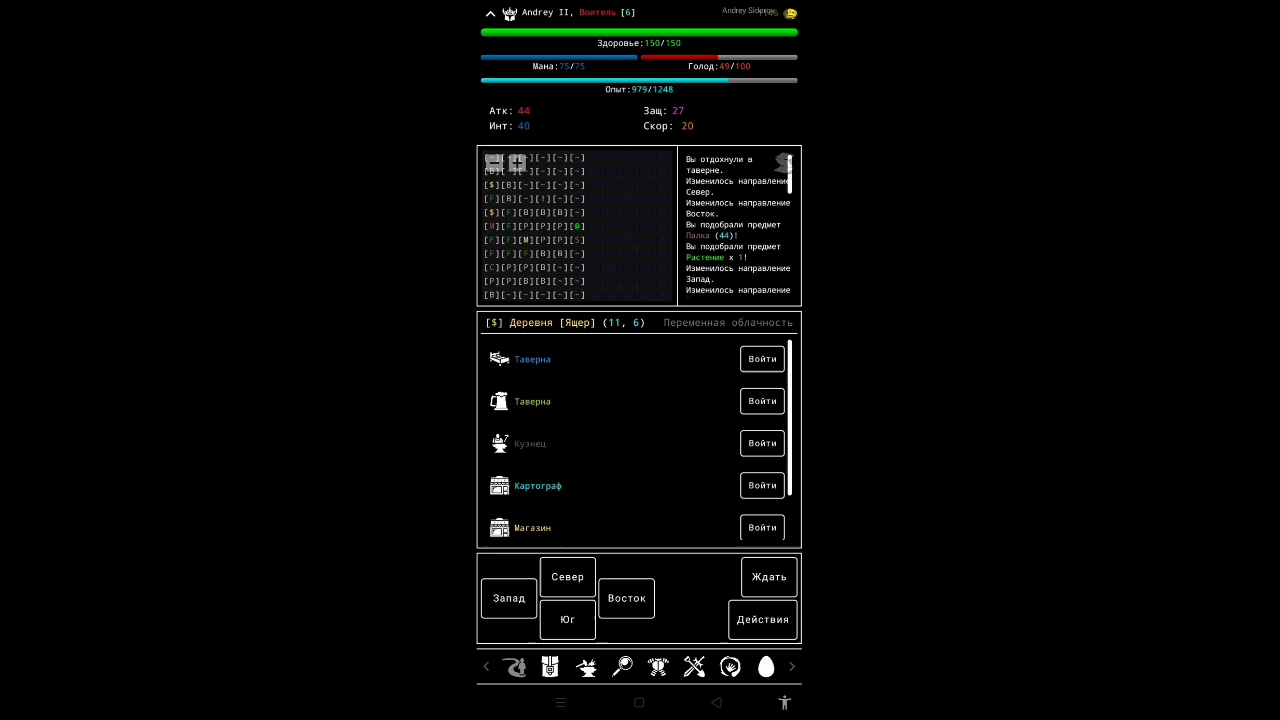 Andrey II, Воитель [6]
Andrey Sidorov
Здоровье:150/150
Мана:75/75
Голод:49/100
Опыт:979/1248
Атк: 44
Защ: 27
Инт: 40
Скор: 20
[~][~][~][~][~][~]
[B][~][~][~][~][~]
[$][B][~][~][~][~]
[F][B][~][!][~][~]
[$][F][B][B][B][~]
[M][F][P][P][P][@]
[F][F][M][P][P][S]
[F][F][F][B][B][~]
[C][P][P][B][~][~]
[P][P][B][B][~][~]
[B][~][~][~][~][~]
Вы отдохнули в
таверне.
Изменилось направление
Север.
Изменилось направление
Восток.
Вы подобрали предмет
Палка (44)!
Вы подобрали предмет
Растение x 1!
Изменилось направление
Запад.
Изменилось направление
[$] Деревня [Ящер] (11, 6)
Переменная облачность
Таверна
Войти
Таверна
Войти
Кузнец
Войти
Картограф
Войти
Магазин
Войти
Север
Ждать
Запад
Восток
Юг
Действия